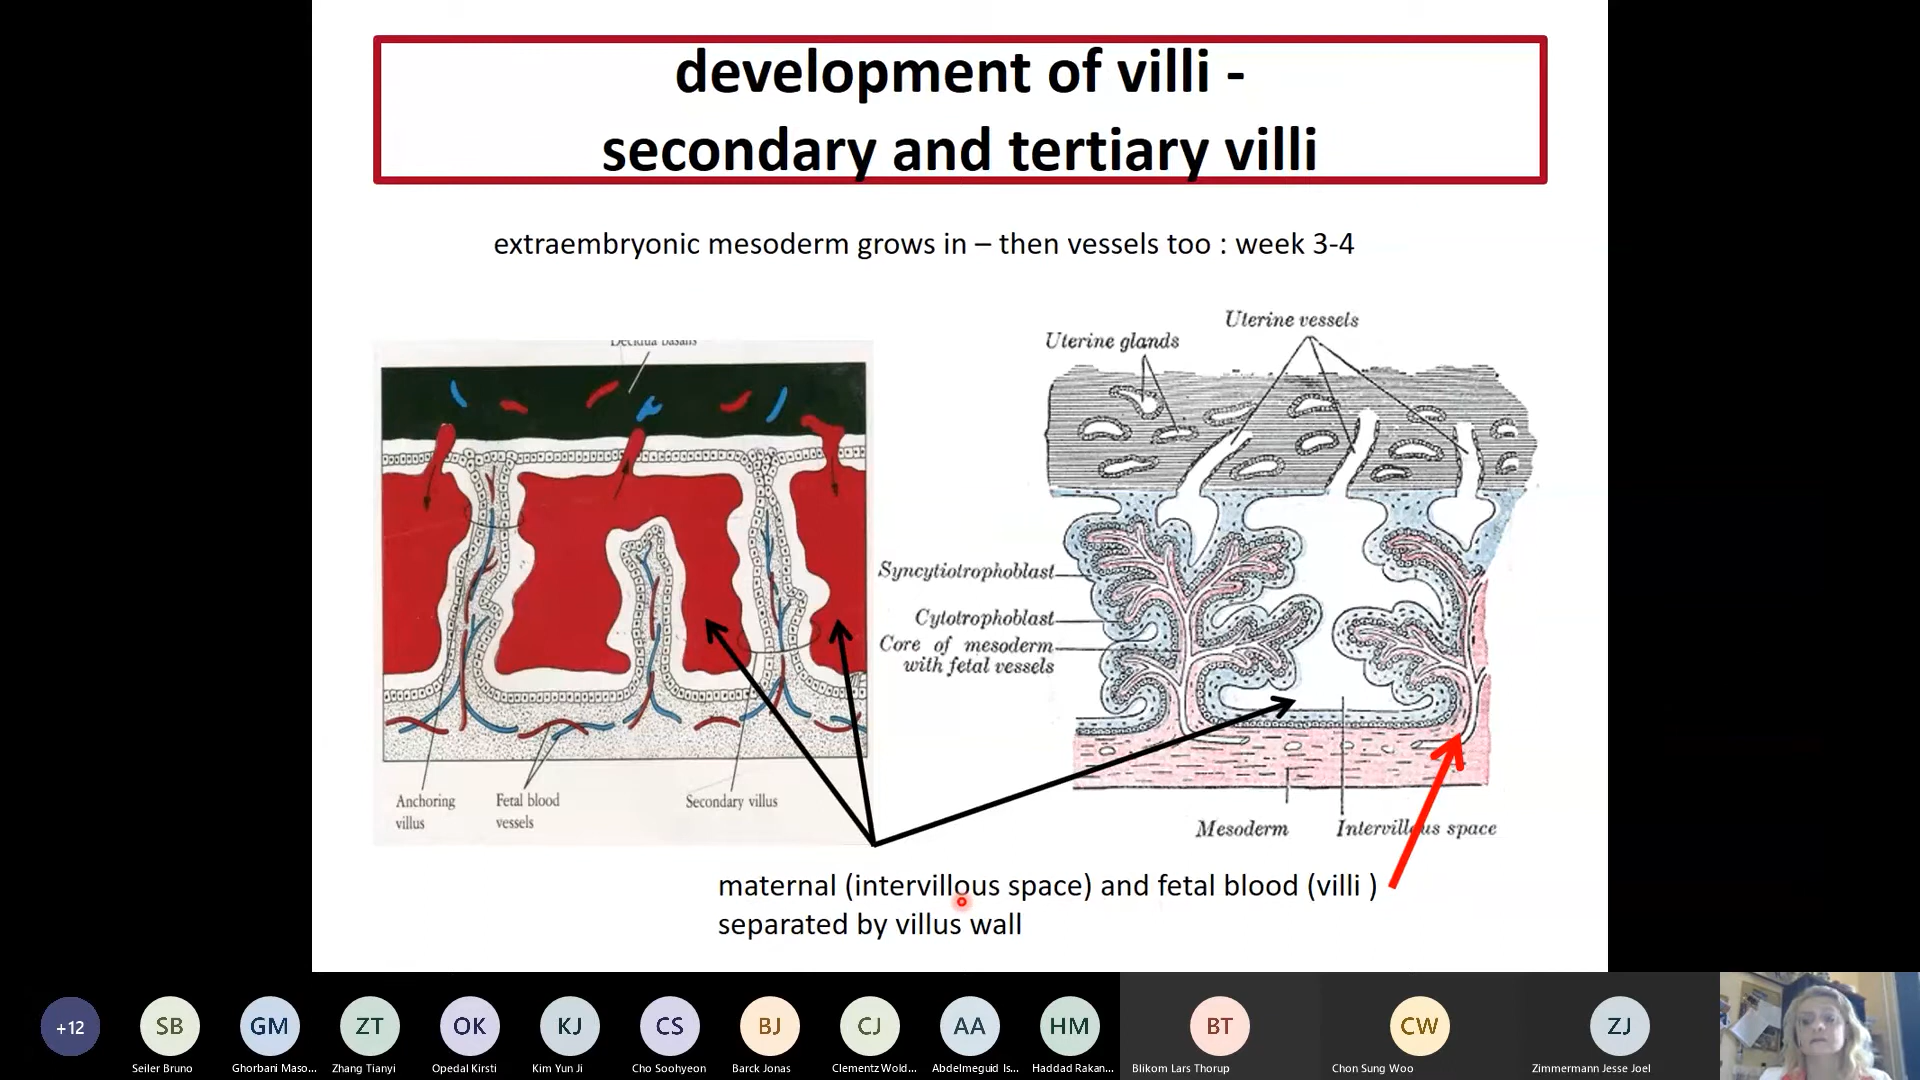 development of villi -
secondary and tertiary villi
extraembryonic mesoderm grows in – then vessels too : week 3-4
Decidua basalis
Anchoring
villus
Fetal blood
vessels
Secondary villus
Uterine vessels
Uterine glands
Syncytiotrophoblast
Cytotrophoblast
Core of mesoderm
with fetal vessels
Mesoderm
Intervillous space
maternal (intervillous space) and fetal blood (villi )
separated by villus wall
+12
SB
GM
ZT
OK
KJ
CS
BJ
CJ
AA
HM
BT
CW
ZJ
Seiler Bruno
Ghorbani Maso...
Zhang Tianyi
Opedal Kirsti
Kim Yun Ji
Cho Soohyeon
Barck Jonas
Clementz Wold...
Abdelmeguid Is...
Haddad Rakan...
Blikom Lars Thorup
Chon Sung Woo
Zimmermann Jesse Joel